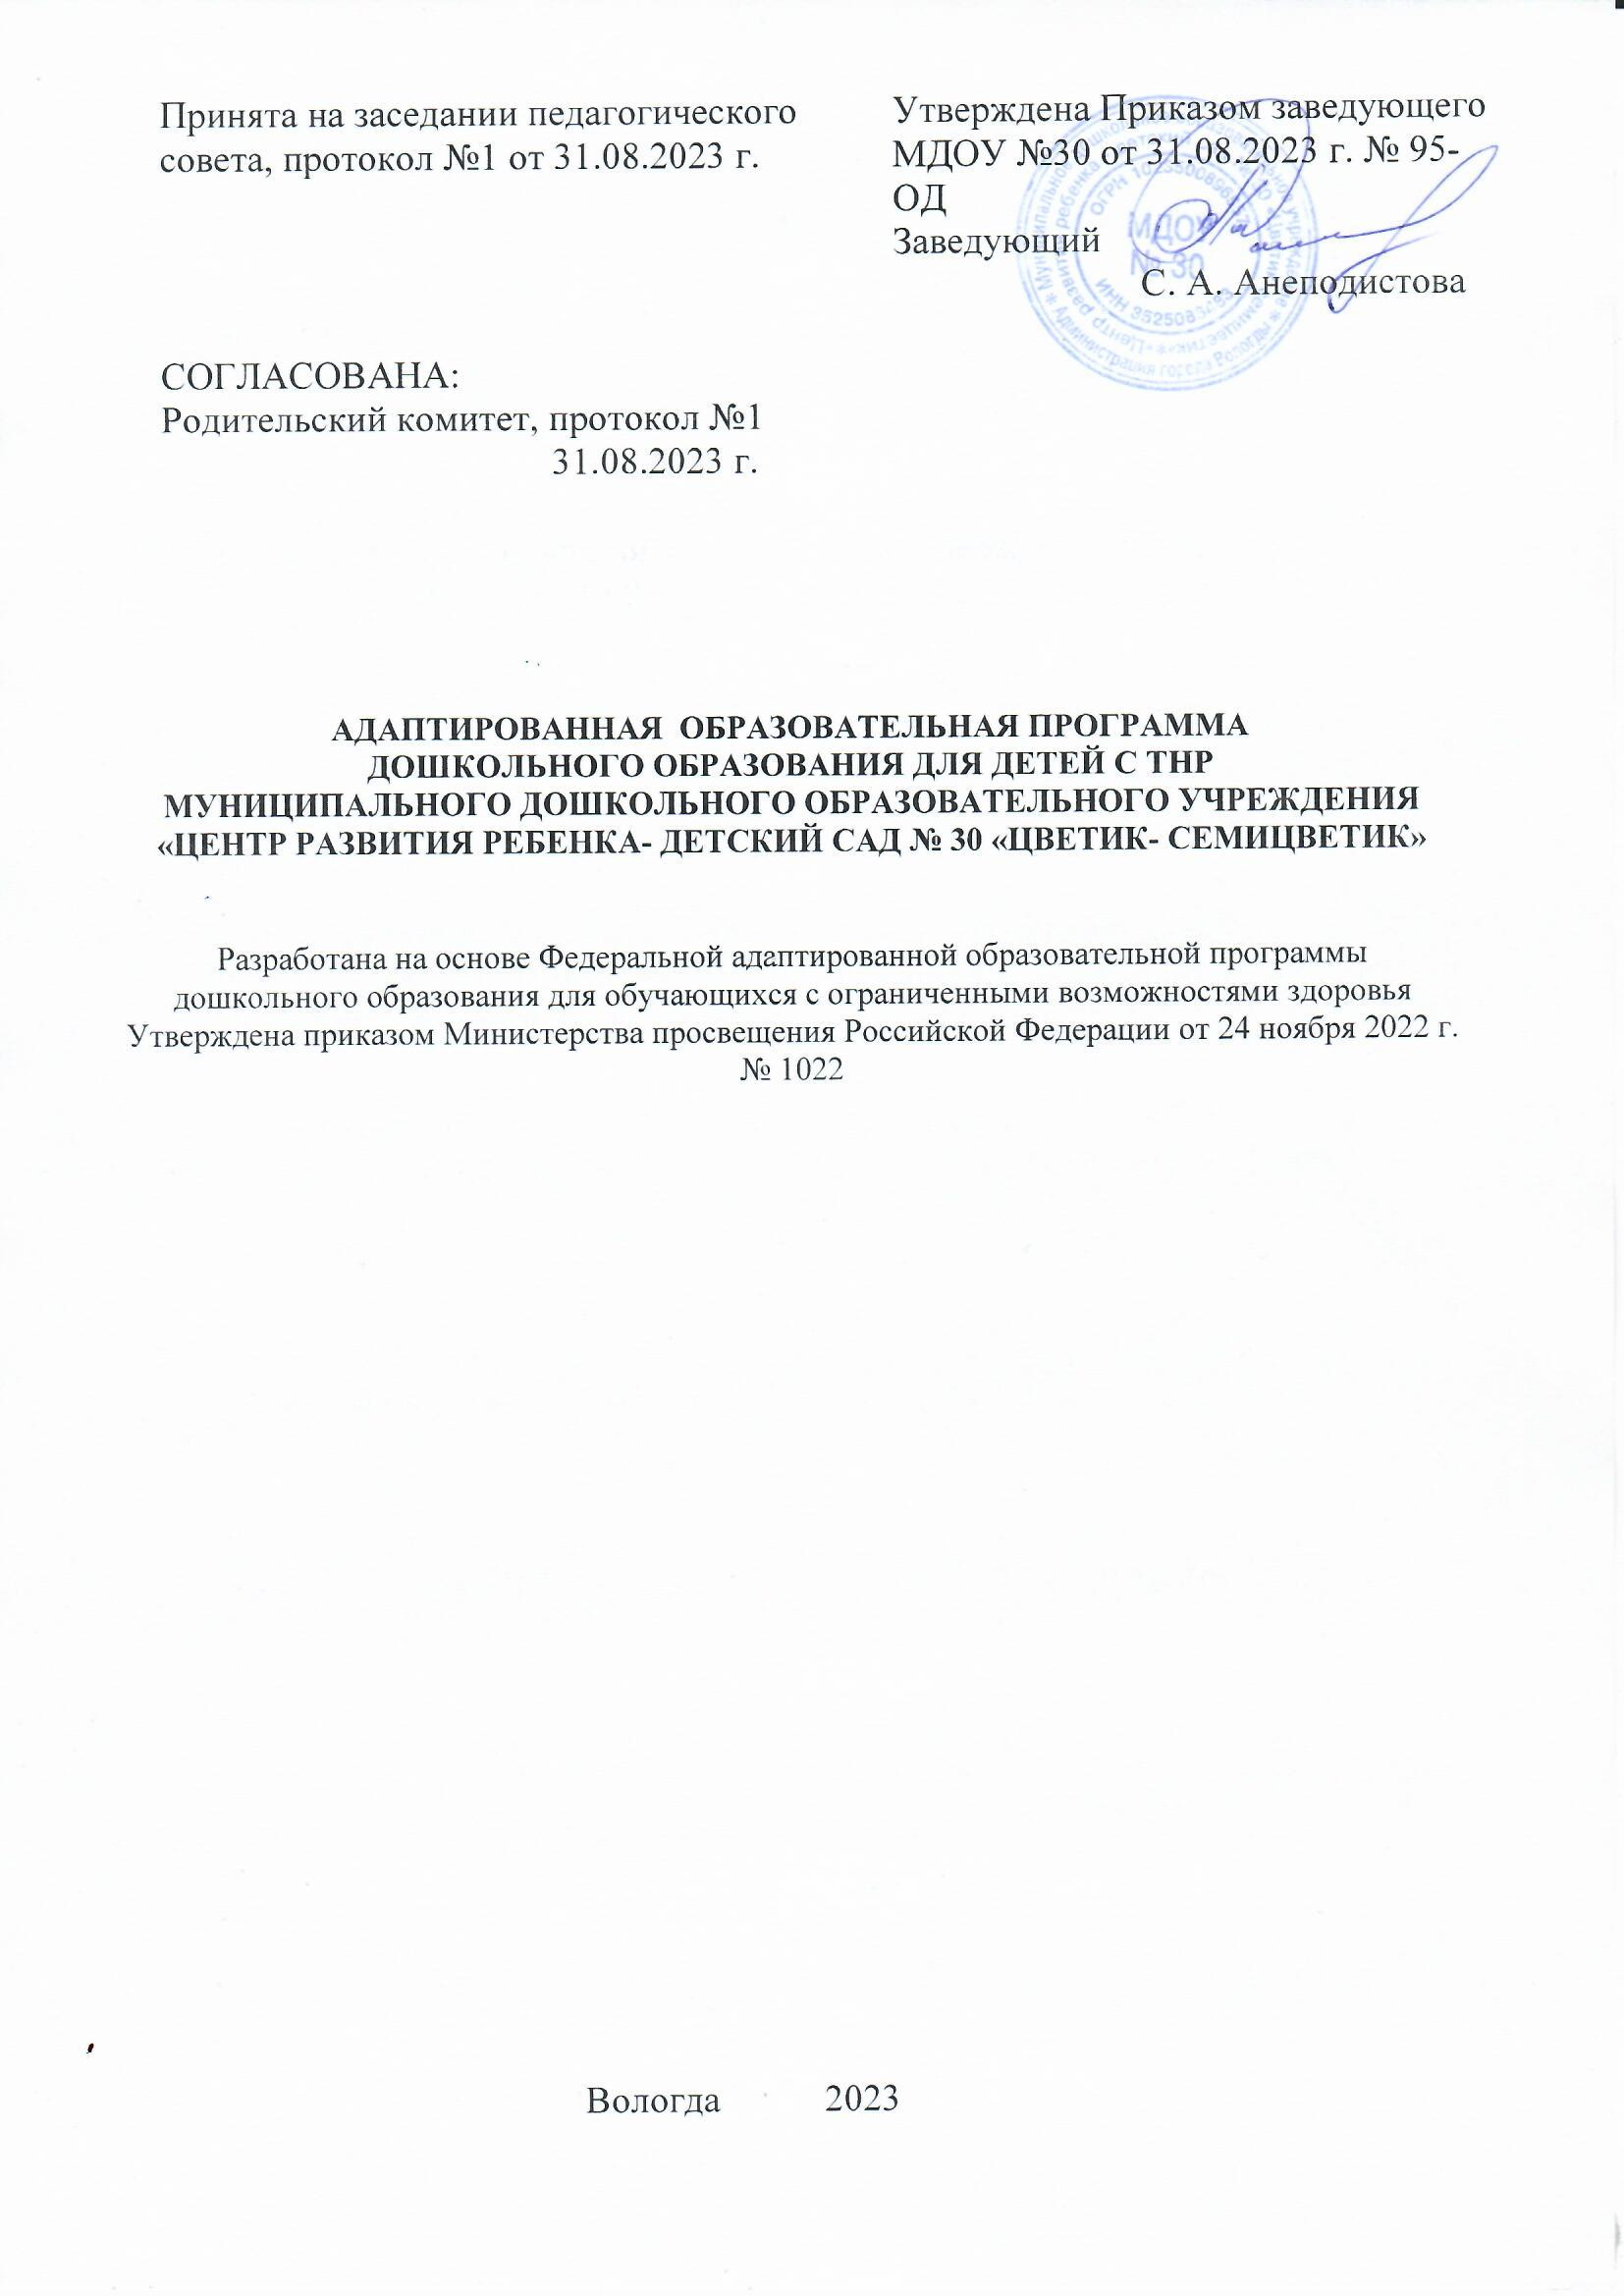 Принята на заседании педагогического
совета, протокол №1 от 31.08.2023 г.
Утверждена Приказом заведующего
МДОУ №30 от 31.08.2023 г. № 95-
ОД
Заведующий
С. А. Анеподистова
МДОУ
№ 30
СОГЛАСОВАНА:
Родительский комитет, протокол №1
31.08.2023 г.
АДАПТИРОВАННАЯ ОБРАЗОВАТЕЛЬНАЯ ПРОГРАММА
ДОШКОЛЬНОГО ОБРАЗОВАНИЯ ДЛЯ ДЕТЕЙ С ТНР
МУНИЦИПАЛЬНОГО ДОШКОЛЬНОГО ОБРАЗОВАТЕЛЬНОГО УЧРЕЖДЕНИЯ
«ЦЕНТР РАЗВИТИЯ РЕБЕНКА- ДЕТСКИЙ САД № 30 «ЦВЕТИК- СЕМИЦВЕТИК»
Разработана на основе Федеральной адаптированной образовательной программы
дошкольного образования для обучающихся с ограниченными возможностями здоровья
Утверждена приказом Министерства просвещения Российской Федерации от 24 ноября 2022 г.
№ 1022
Вологда 2023